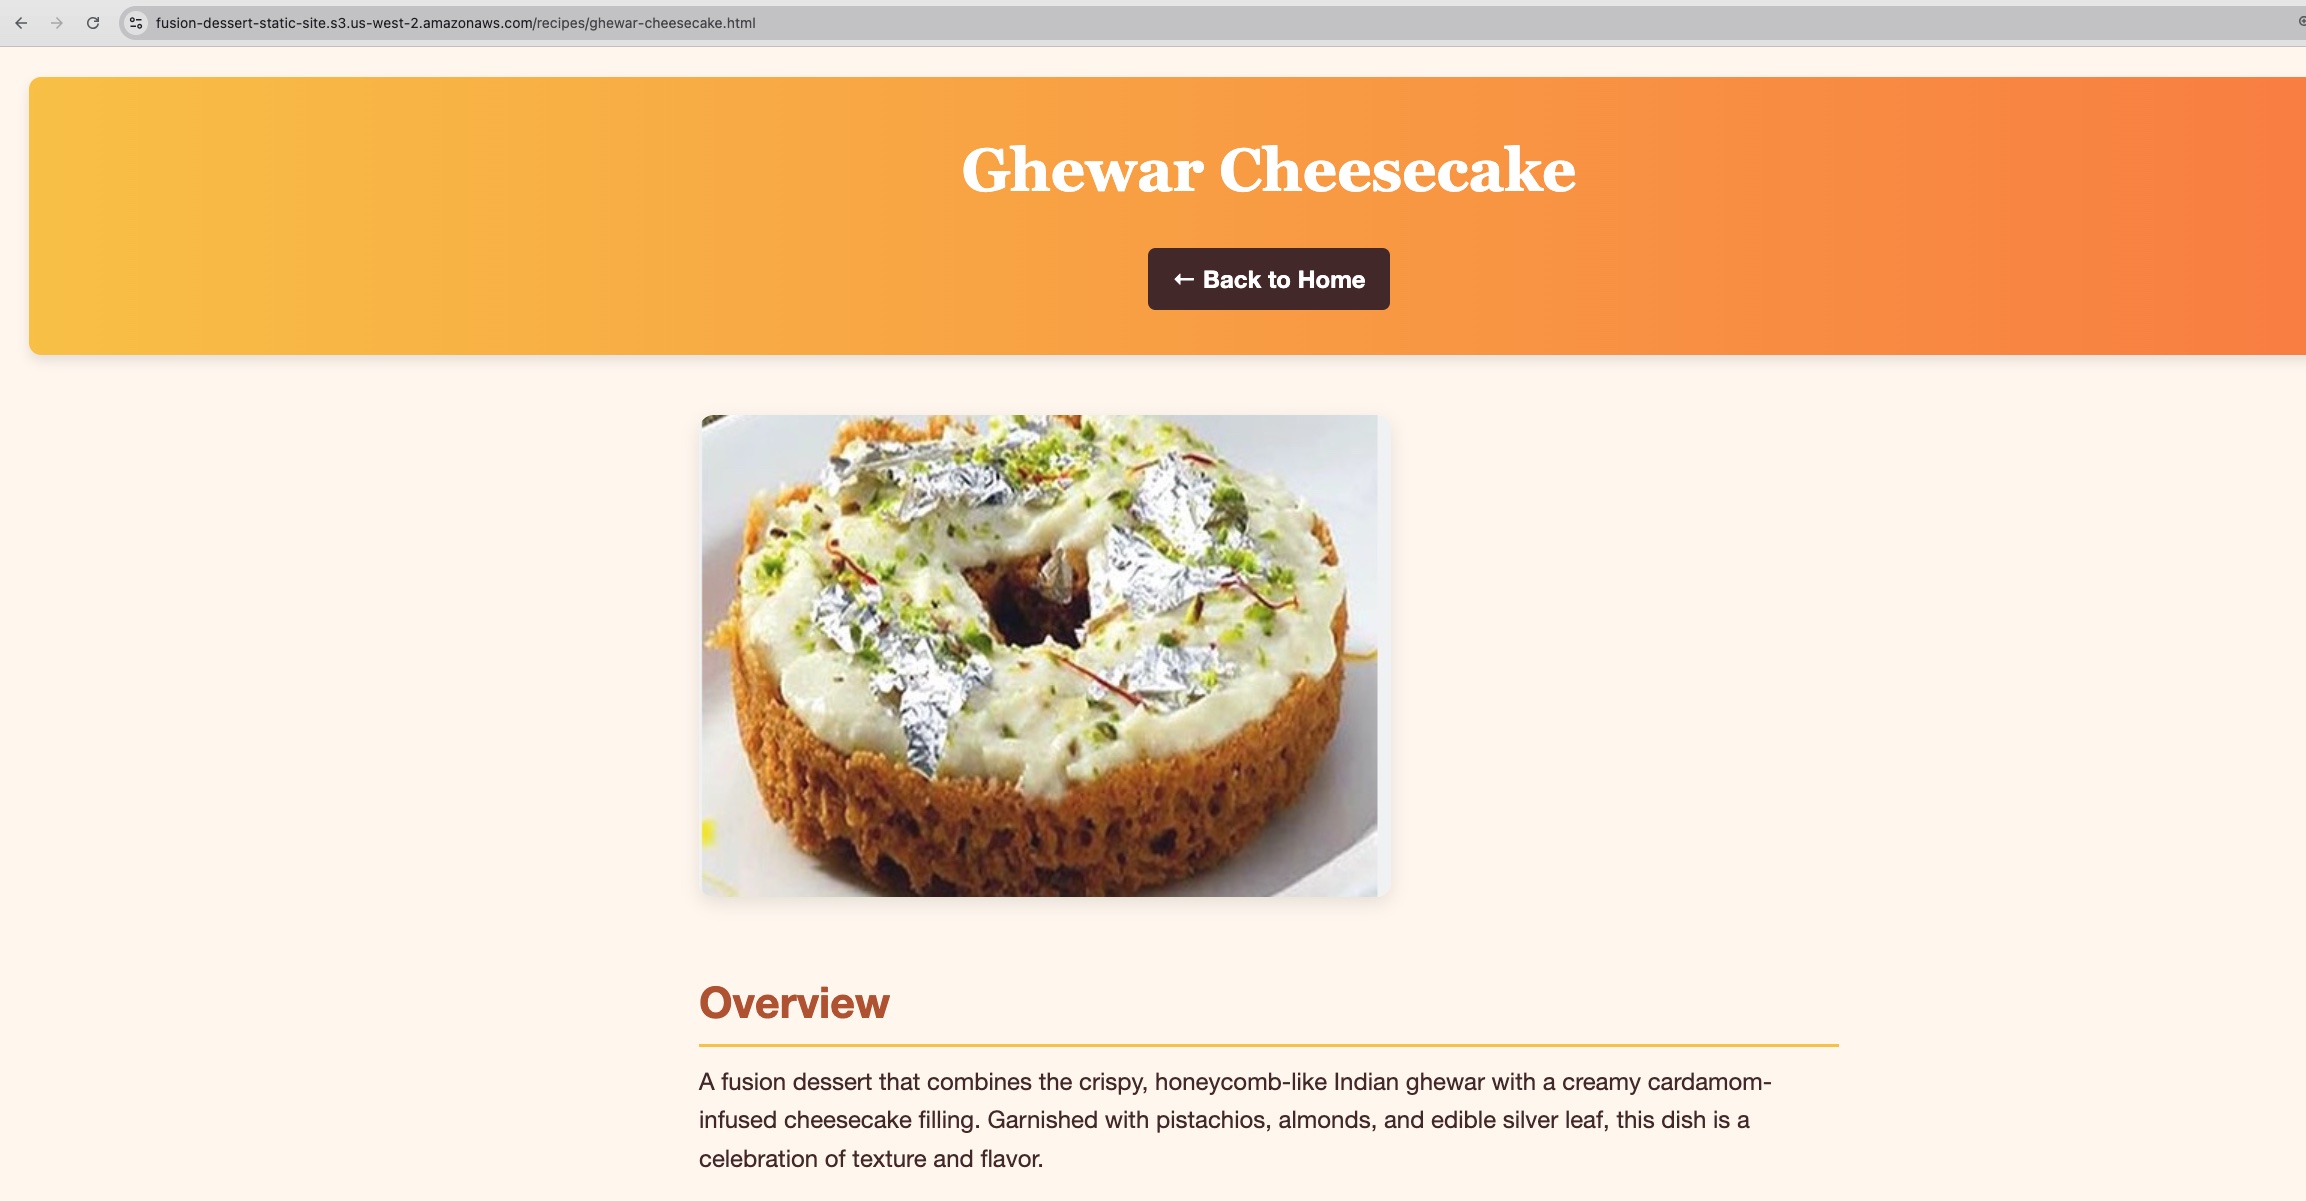 fusion-dessert-static-site.s3.us-west-2.amazonaws.com/recipes/ghewar-cheesecake.html
Ghewar Cheesecake
← Back to Home
Overview
A fusion dessert that combines the crispy, honeycomb-like Indian ghewar with a creamy cardamom-
infused cheesecake filling. Garnished with pistachios, almonds, and edible silver leaf, this dish is a
celebration of texture and flavor.